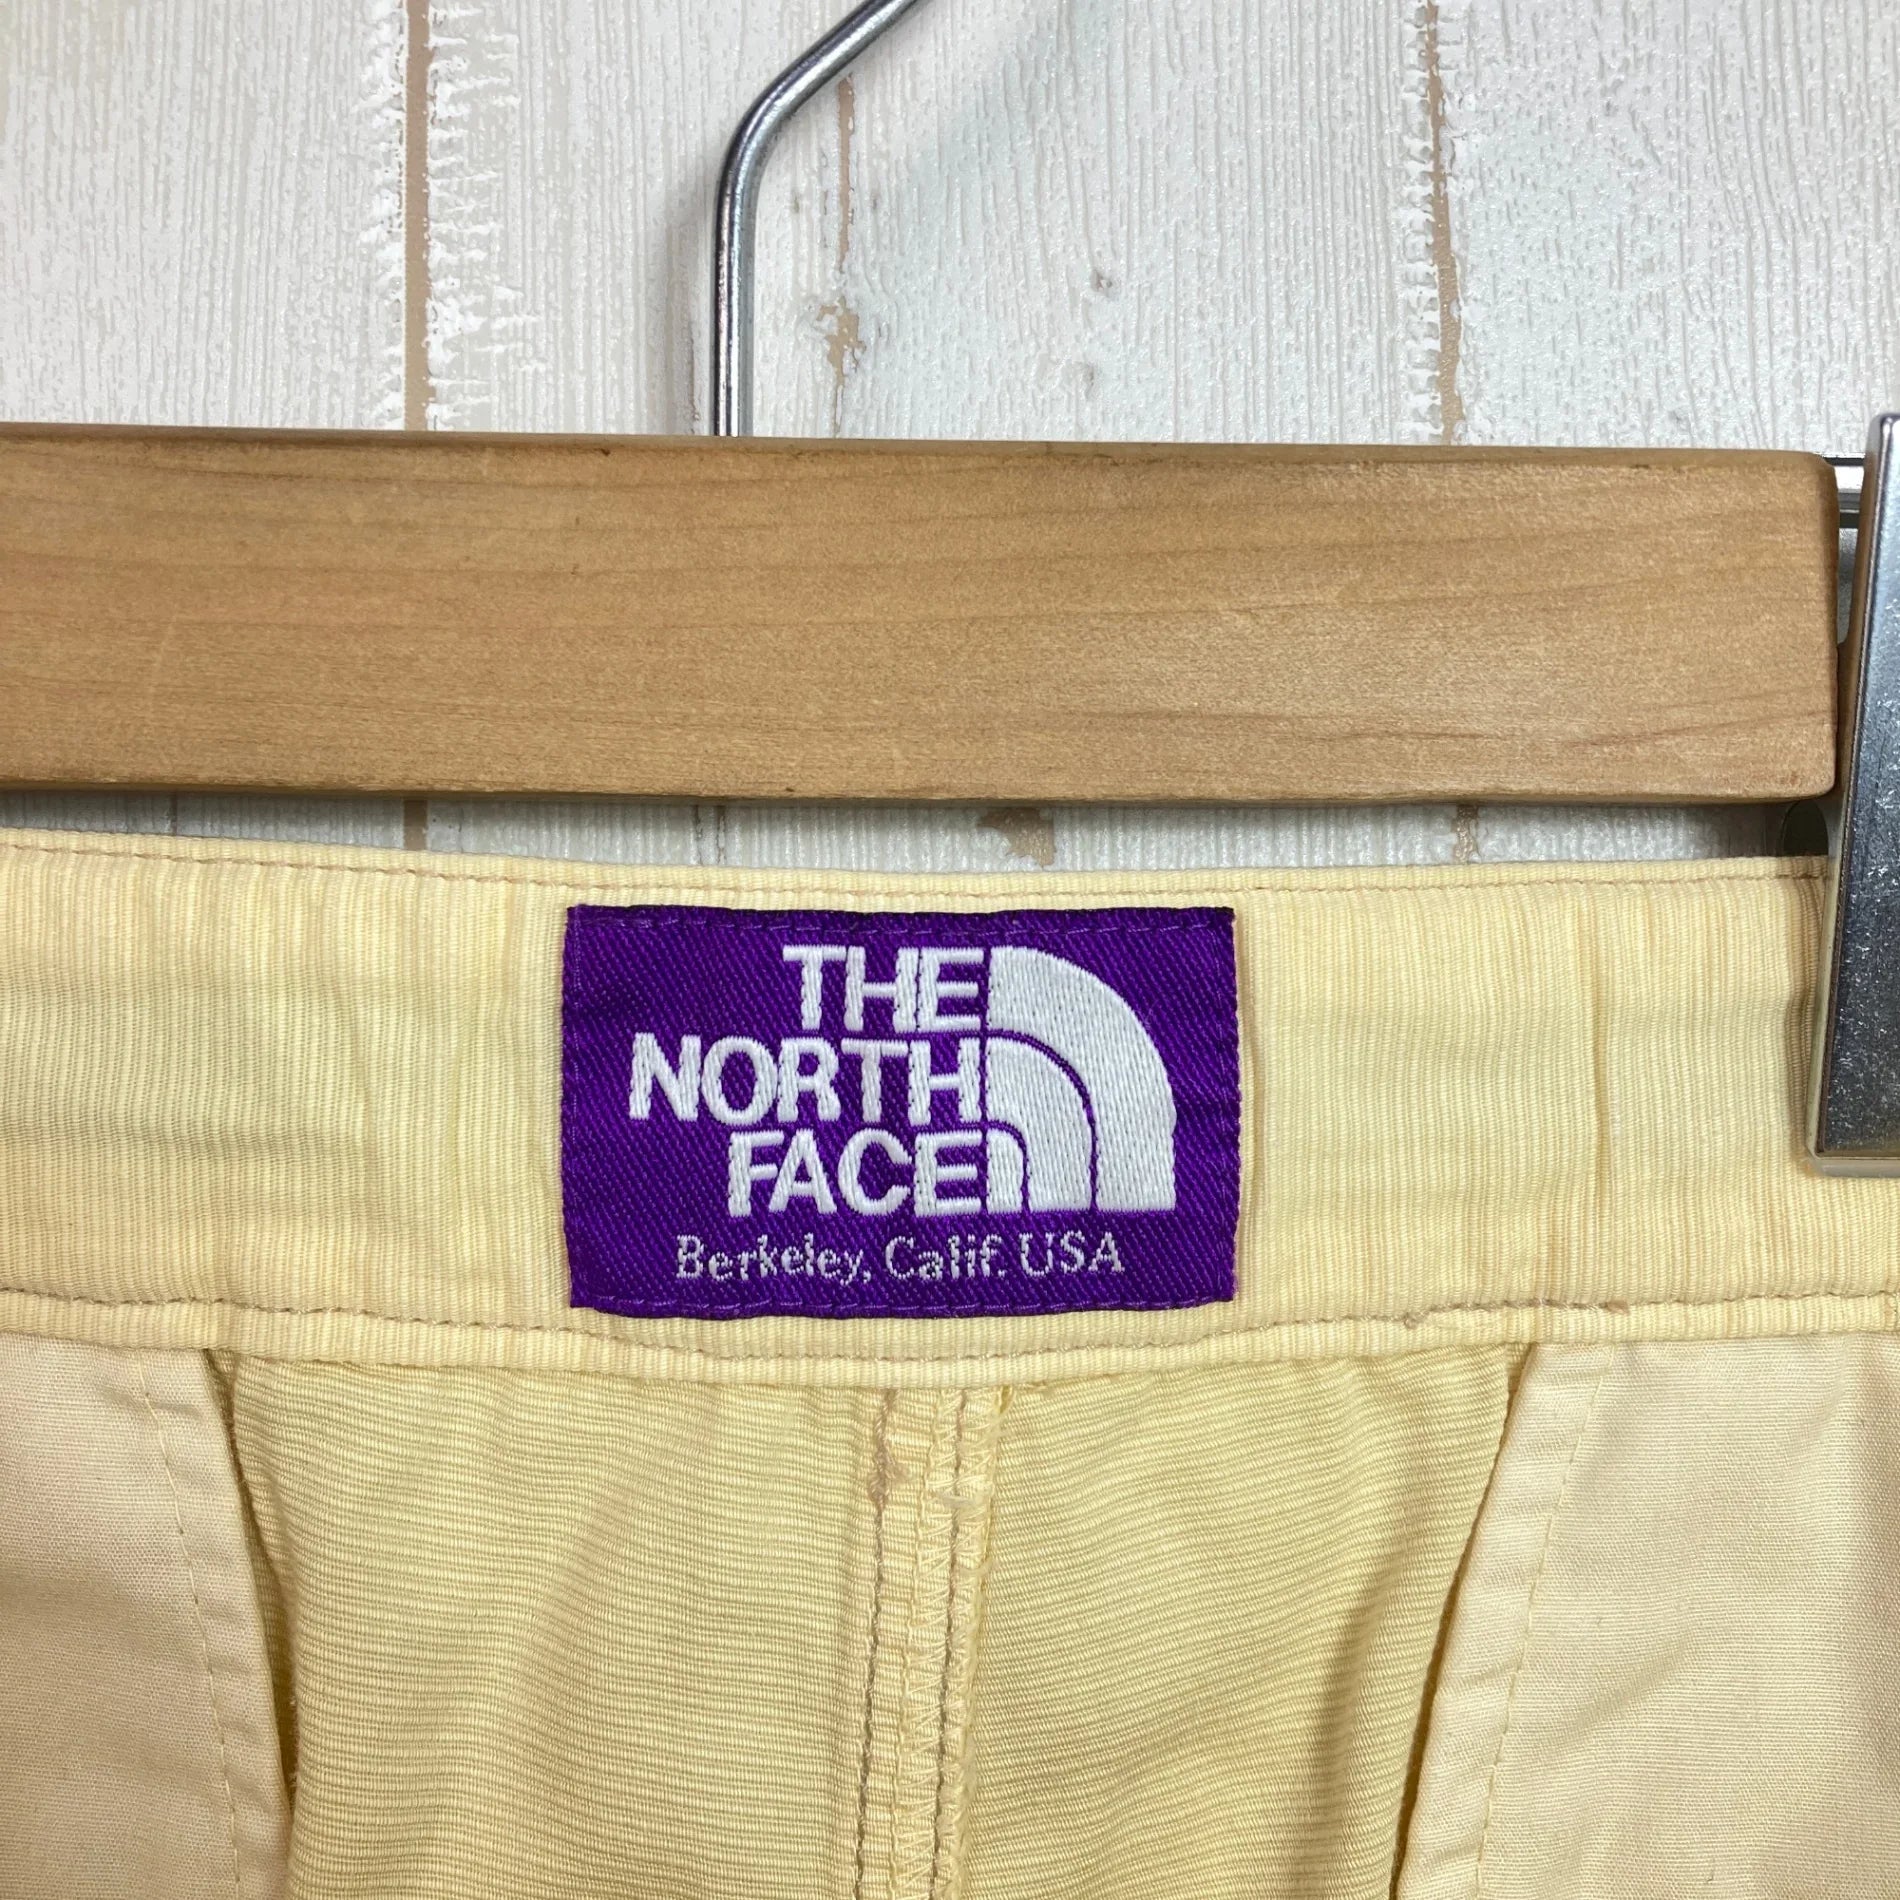 THE
NORTH
FACE
Berkeley, Calif. USA